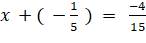 x + ( − 1/5 ) = −4/15